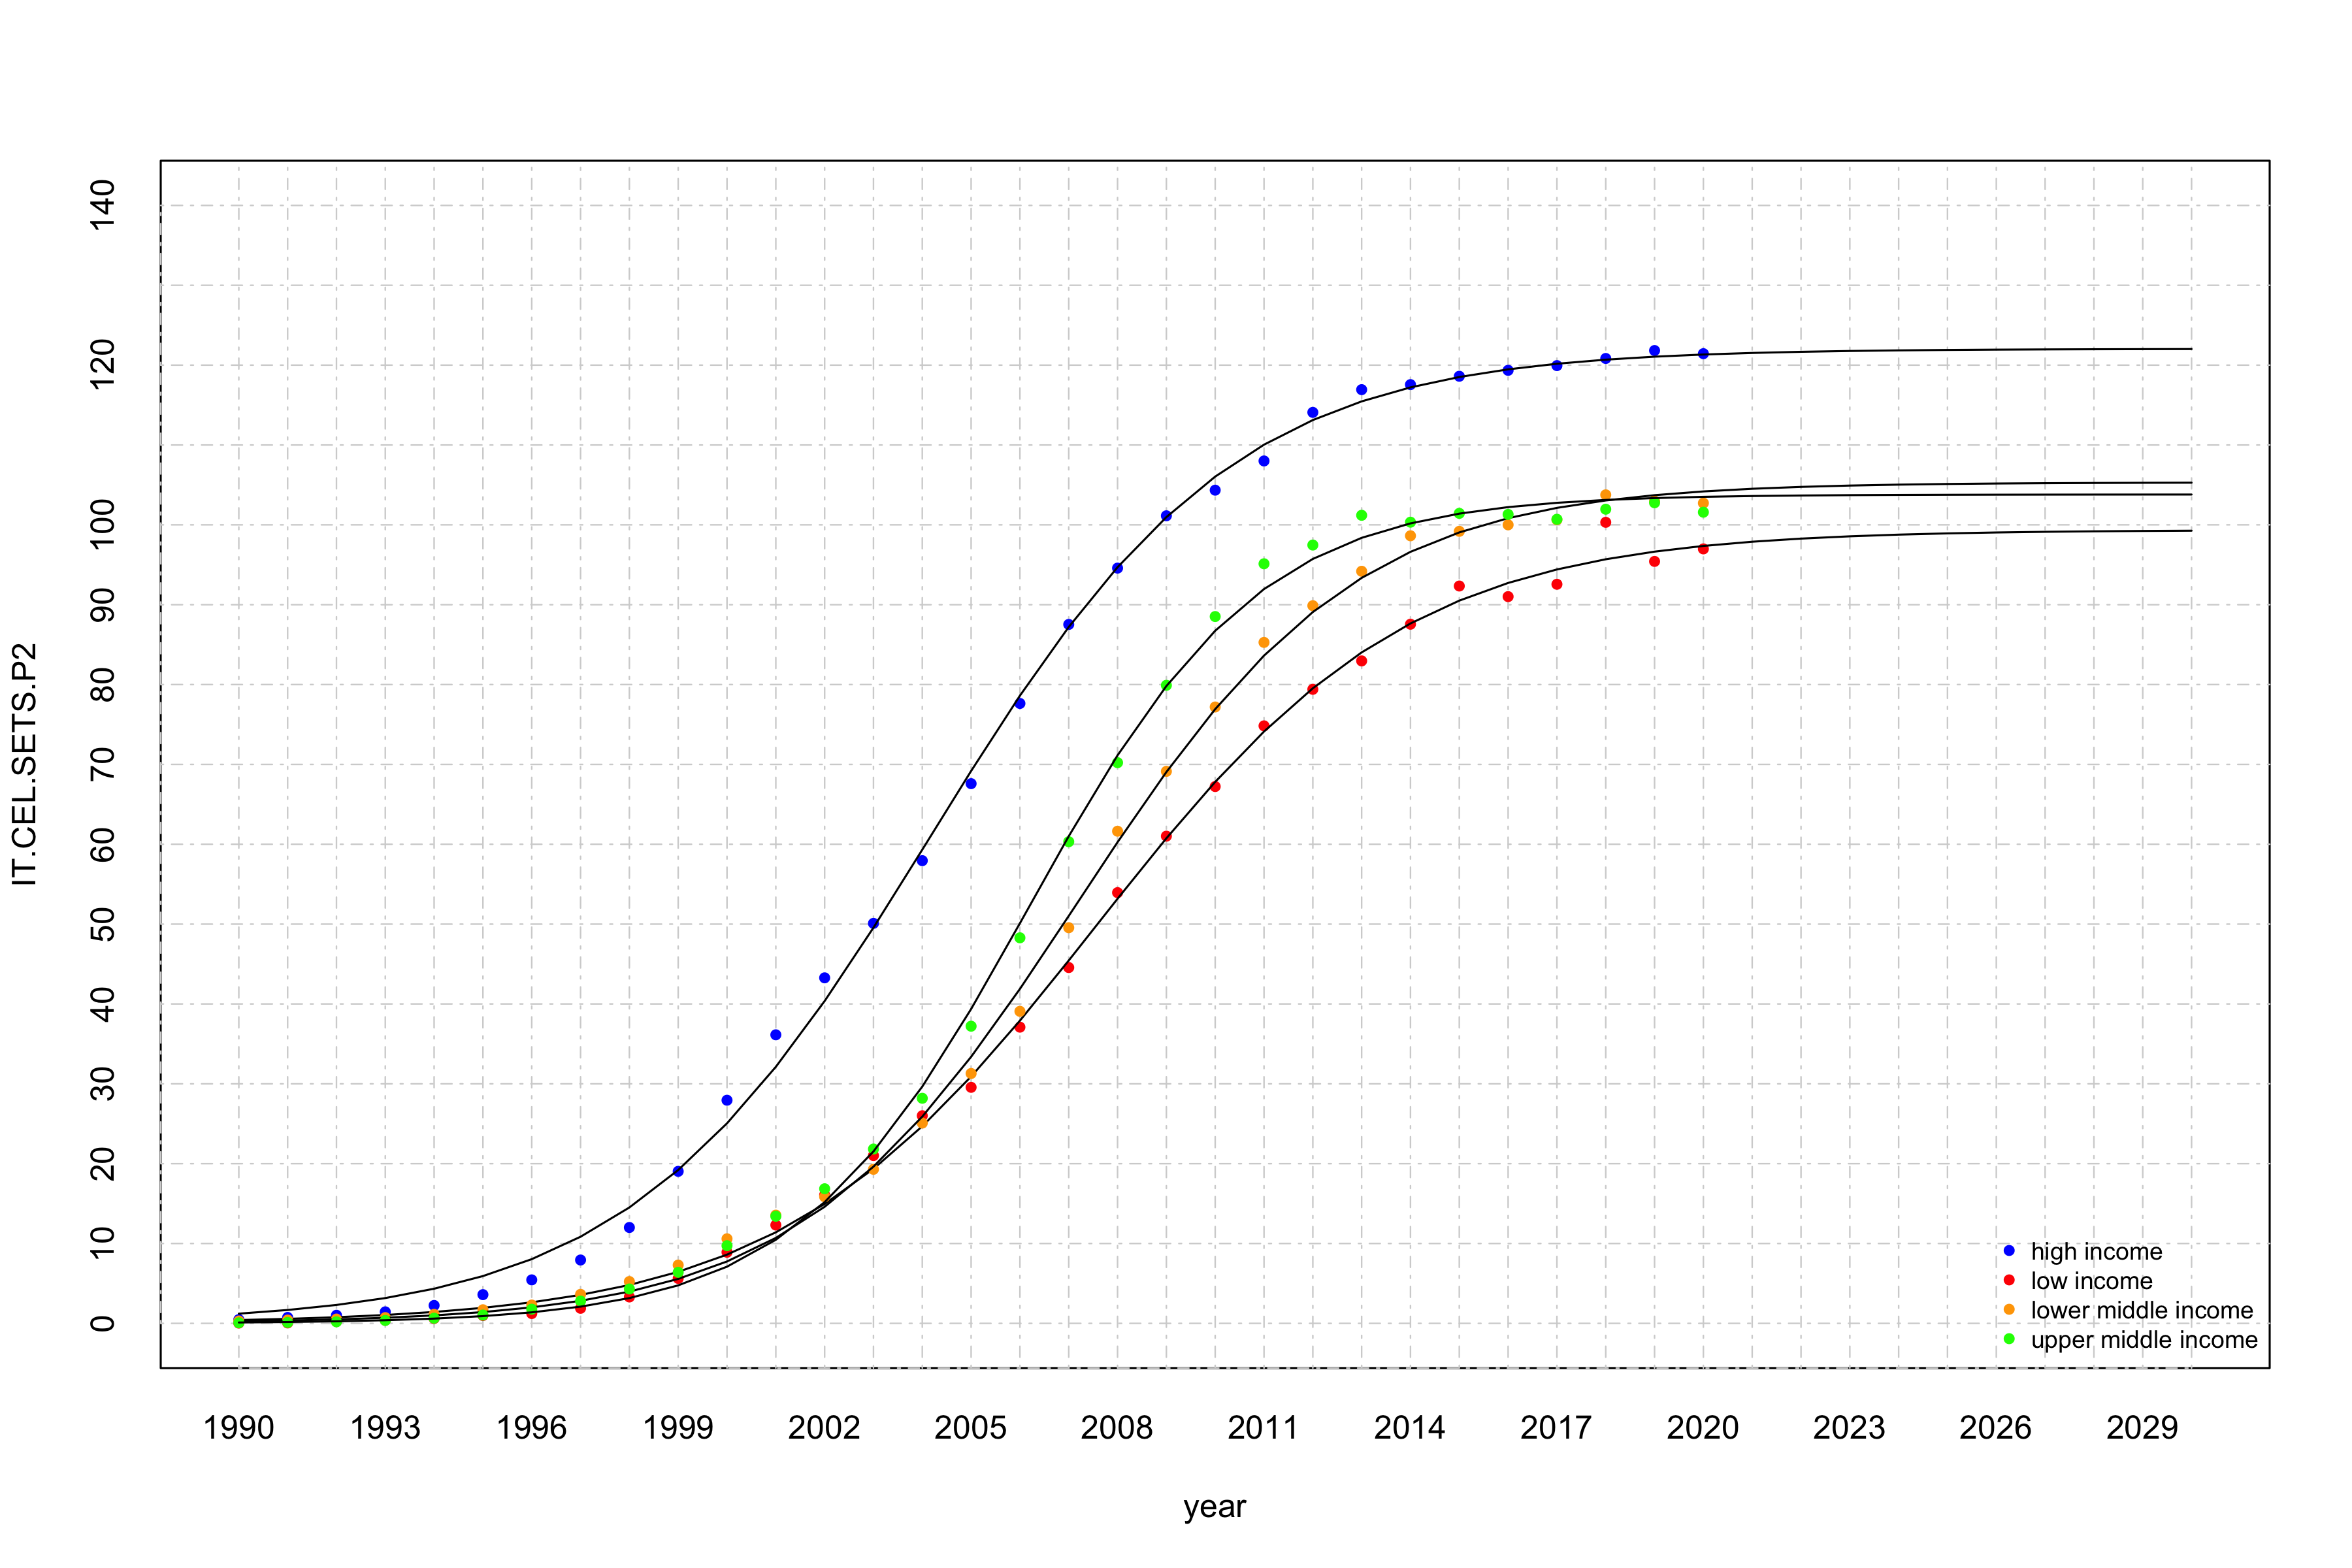 IT.CEL.SETS.P2
140
120
100
90
80
70
60
50
40
30
20
10
0
high income
low income
lower middle income
upper middle income
1990 1993 1996 1999 2002 2005 2008 2011 2014 2017 2020 2023 2026 2029
year